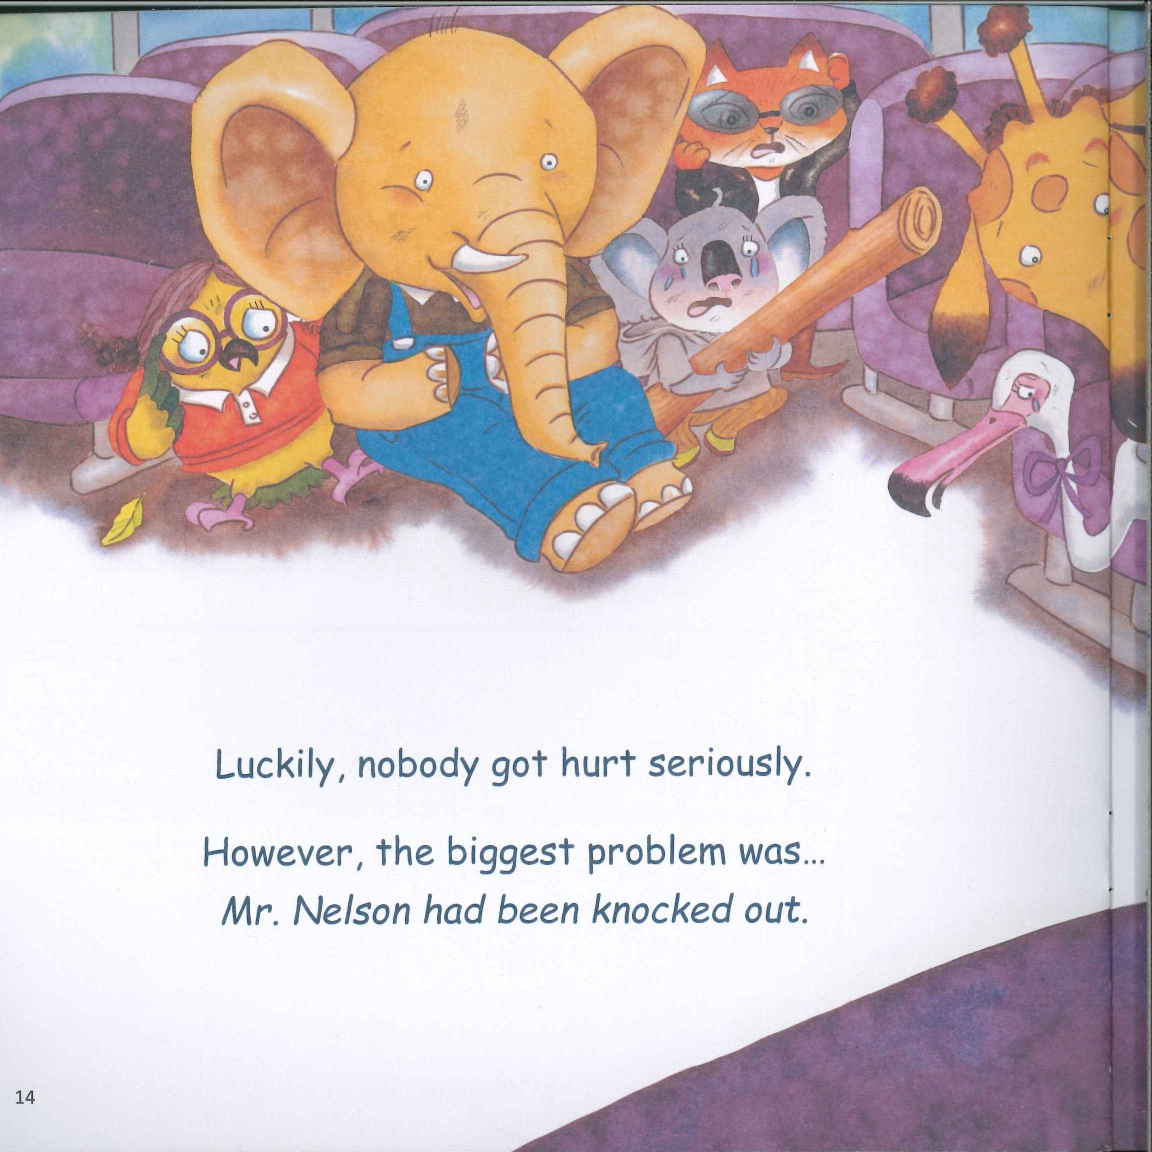 Luckily, nobody got hurt seriously.
However, the biggest problem was...
Mr. Nelson had been knocked out.
14